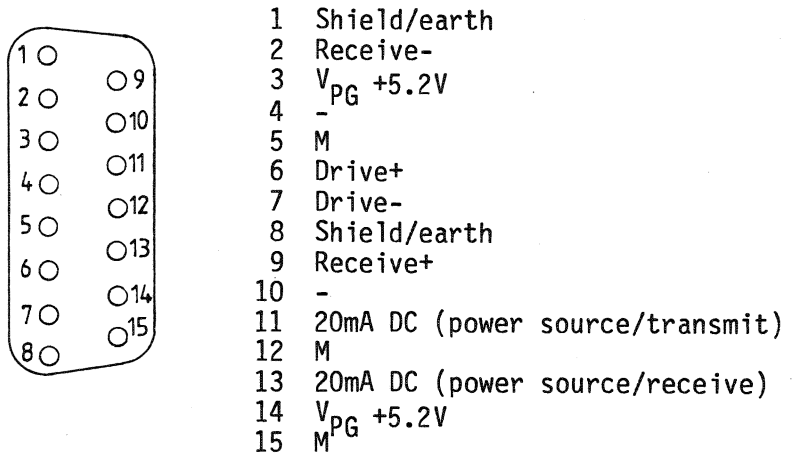 1 Shield/earth
2 Receive-
3 VPG +5.2V
4 -
5 M
6 Drive+
7 Drive-
8 Shield/earth
9 Receive+
10 -
11 20mA DC (power source/transmit)
12 M
13 20mA DC (power source/receive)
14 VPG +5.2V
15 M
1
9
2
10
3
11
4
12
5
13
6
14
7
15
8